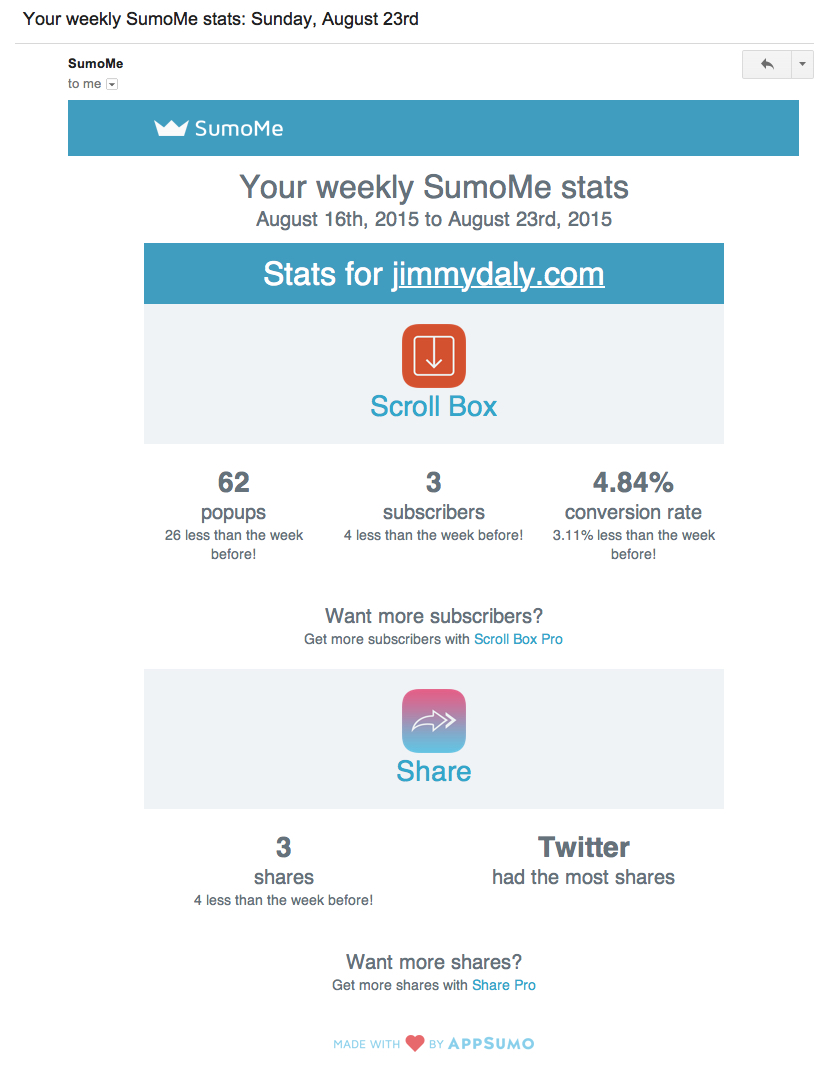 Your weekly SumoMe stats: Sunday, August 23rd
SumoMe
to me
SumoMe
Your weekly SumoMe stats
August 16th, 2015 to August 23rd, 2015
Stats for jimmydaly.com
Scroll Box
62
popups
26 less than the week
before!
3
subscribers
4 less than the week before!
4.84%
conversion rate
3.11% less than the week
before!
Want more subscribers?
Get more subscribers with Scroll Box Pro
Share
3
shares
4 less than the week before!
Twitter
had the most shares
Want more shares?
Get more shares with Share Pro
MADE WITH BY APPSUMO